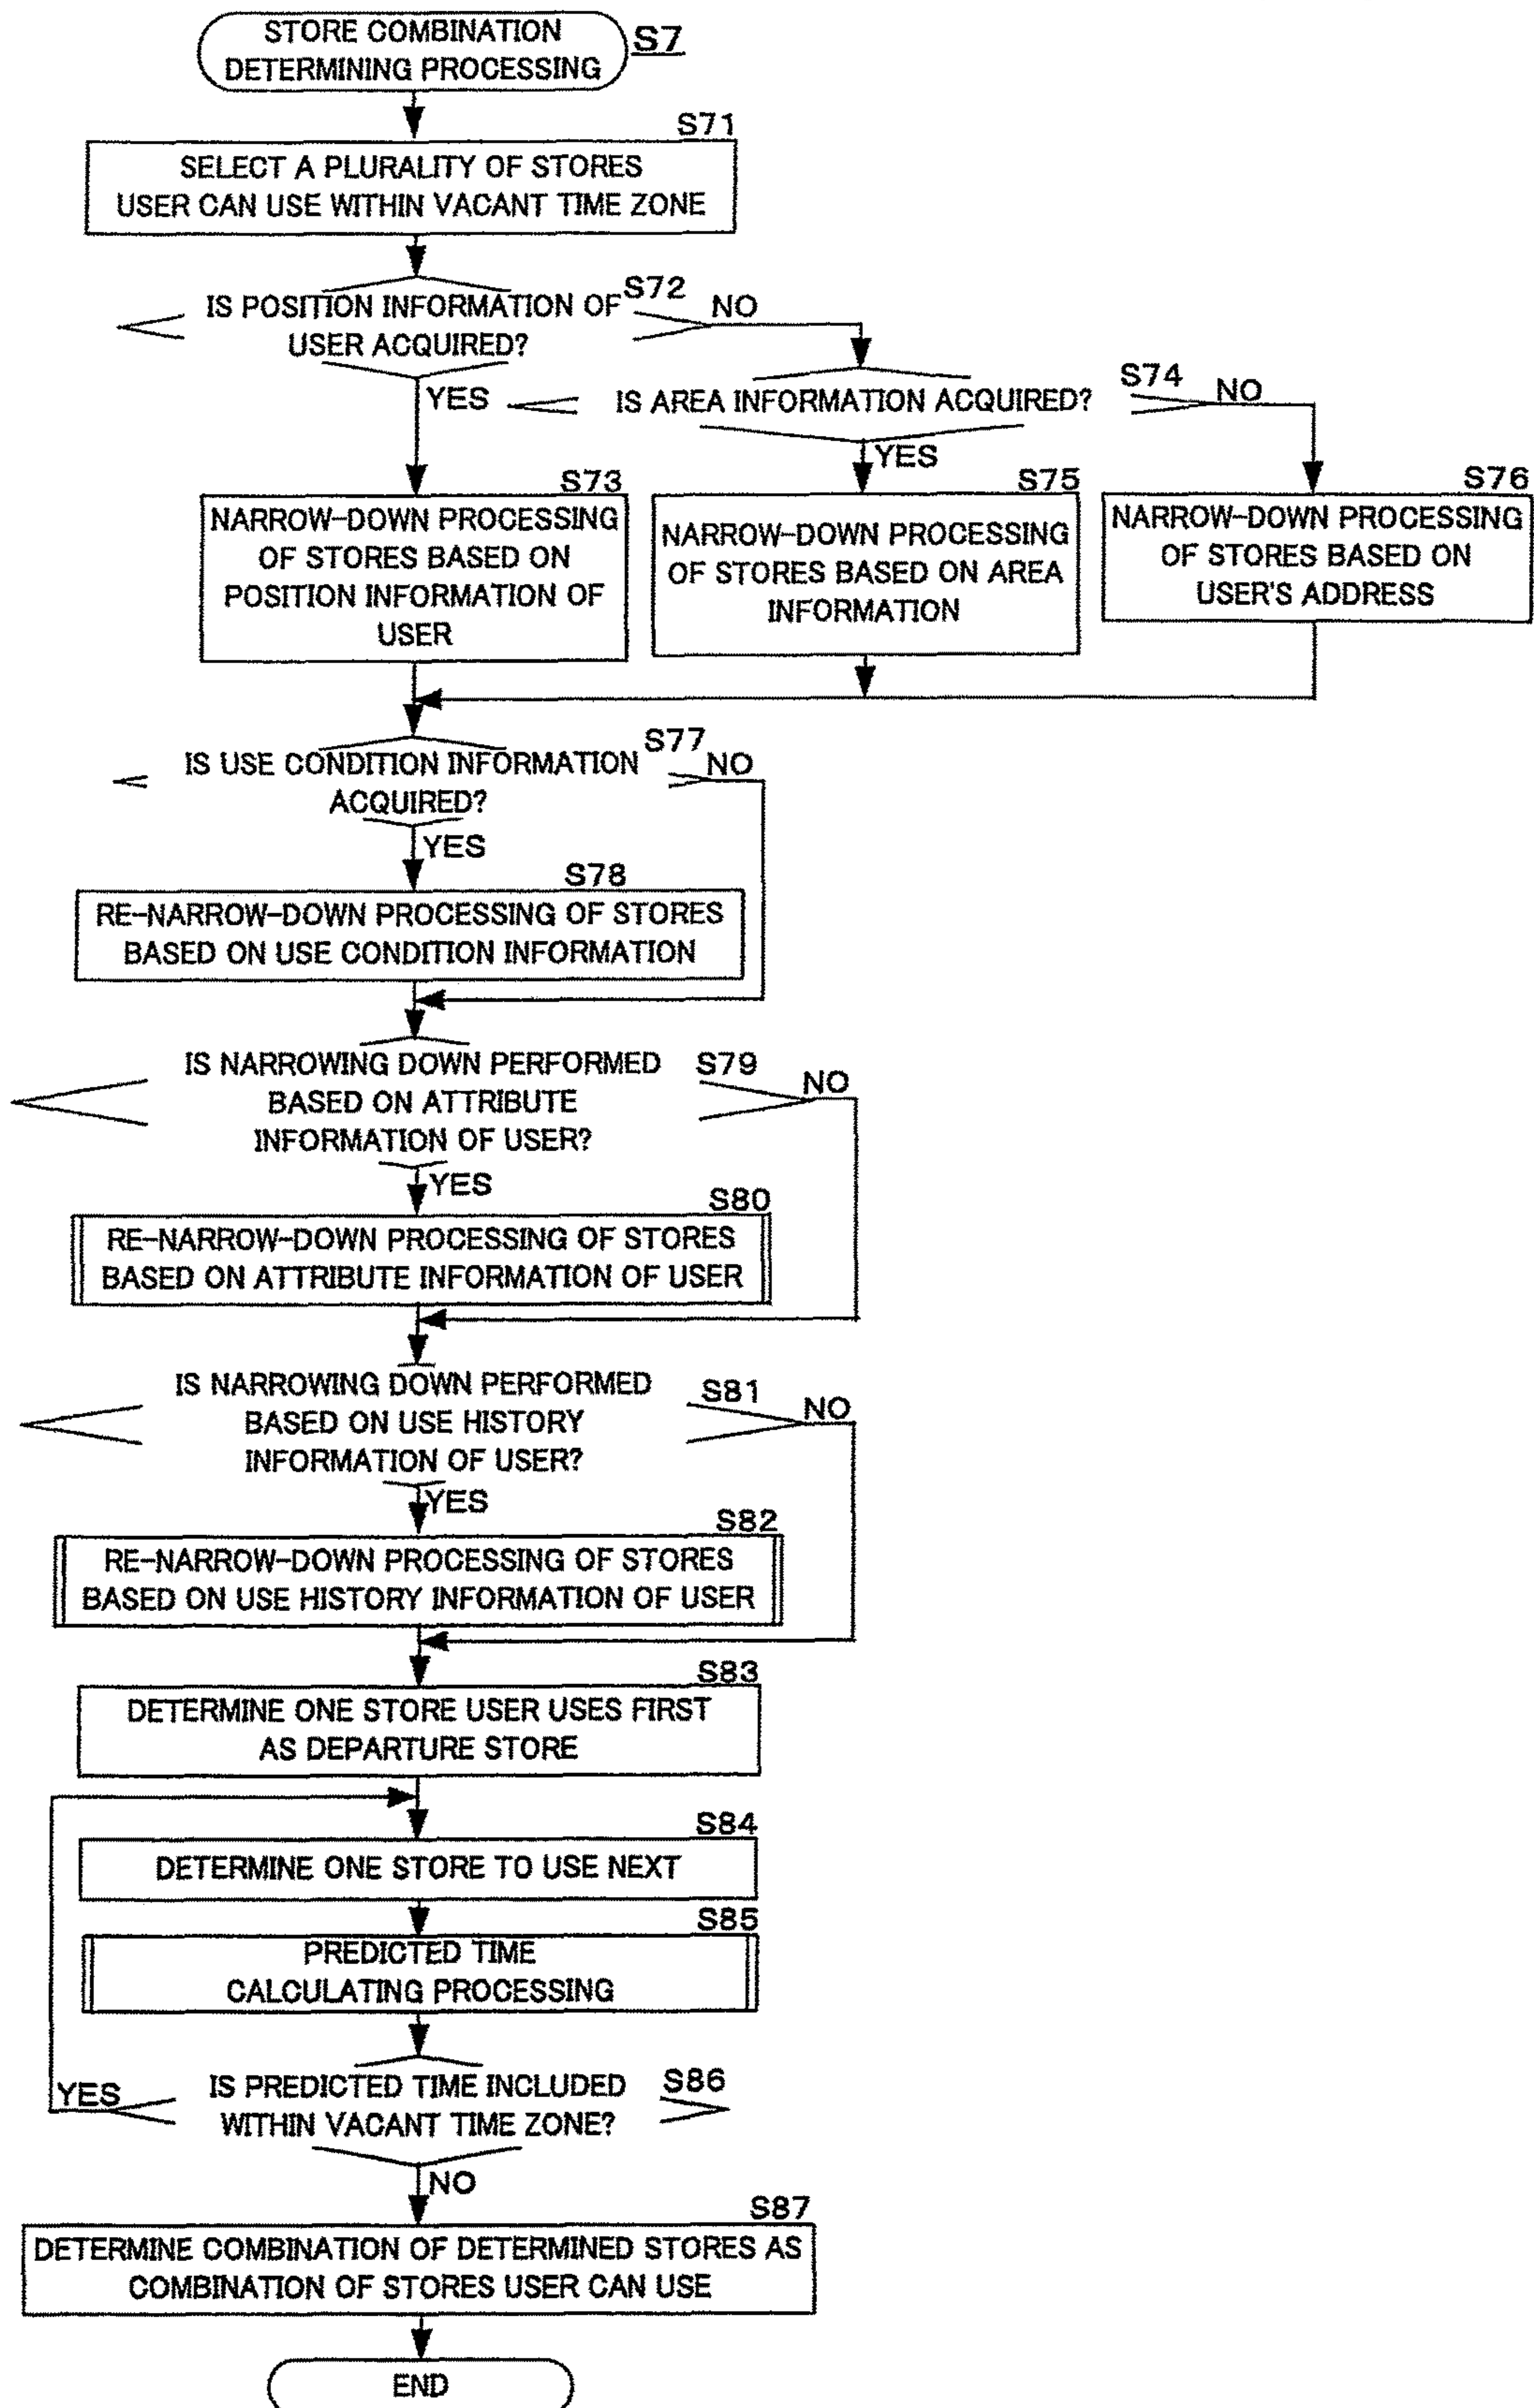 STORE COMBINATION
DETERMINING PROCESSING
S7
S71
SELECT A PLURALITY OF STORES
USER CAN USE WITHIN VACANT TIME ZONE
S72
IS POSITION INFORMATION OF
USER ACQUIRED?
NO
YES
S74
IS AREA INFORMATION ACQUIRED?
NO
YES
S73
NARROW-DOWN PROCESSING
OF STORES BASED ON
POSITION INFORMATION OF
USER
S75
NARROW-DOWN PROCESSING
OF STORES BASED ON AREA
INFORMATION
S76
NARROW-DOWN PROCESSING
OF STORES BASED ON
USER'S ADDRESS
S77
IS USE CONDITION INFORMATION
ACQUIRED?
NO
YES
S78
RE-NARROW-DOWN PROCESSING OF STORES
BASED ON USE CONDITION INFORMATION
S79
IS NARROWING DOWN PERFORMED
BASED ON ATTRIBUTE
INFORMATION OF USER?
NO
YES
S80
RE-NARROW-DOWN PROCESSING OF STORES
BASED ON ATTRIBUTE INFORMATION OF USER
S81
IS NARROWING DOWN PERFORMED
BASED ON USE HISTORY
INFORMATION OF USER?
NO
YES
S82
RE-NARROW-DOWN PROCESSING OF STORES
BASED ON USE HISTORY INFORMATION OF USER
S83
DETERMINE ONE STORE USER USES FIRST
AS DEPARTURE STORE
S84
DETERMINE ONE STORE TO USE NEXT
S85
PREDICTED TIME
CALCULATING PROCESSING
S86
IS PREDICTED TIME INCLUDED
WITHIN VACANT TIME ZONE?
YES
NO
S87
DETERMINE COMBINATION OF DETERMINED STORES AS
COMBINATION OF STORES USER CAN USE
END